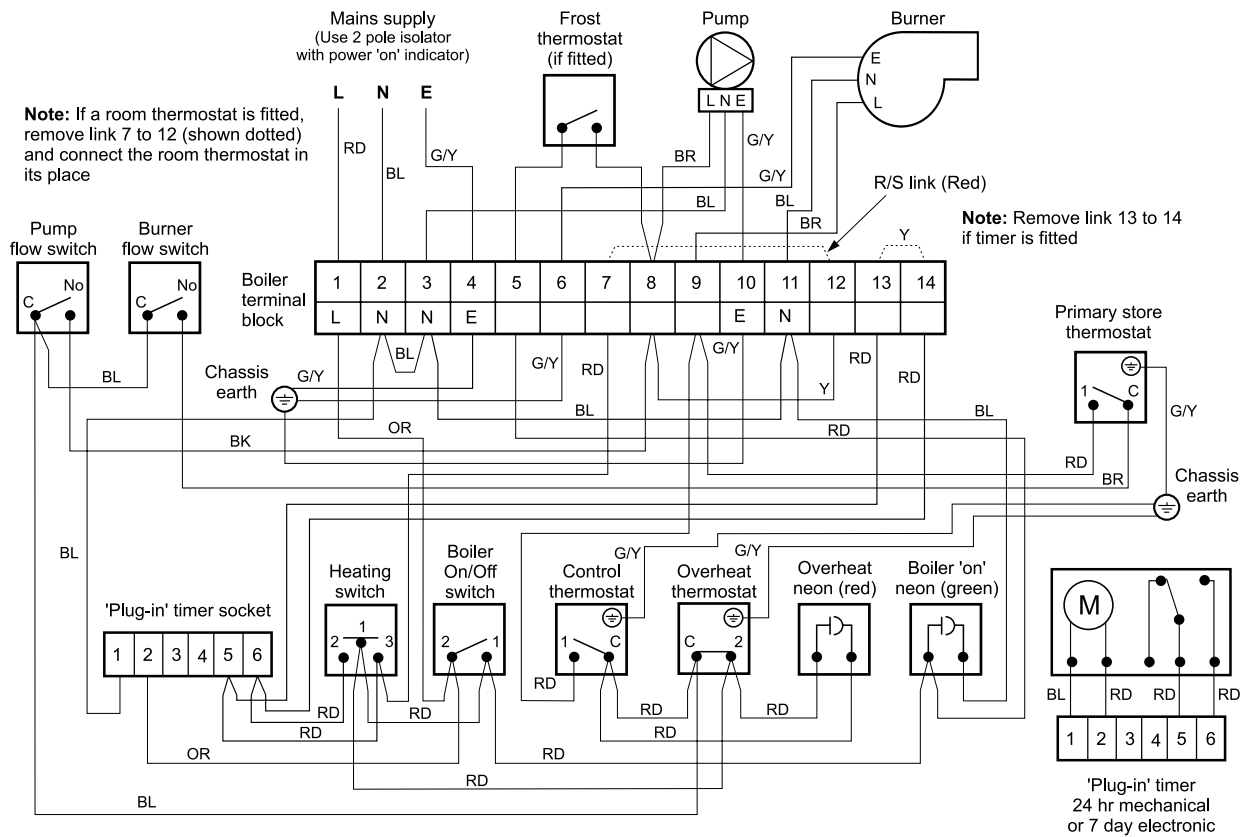 Mains supply
(Use 2 pole isolator
with power 'on' indicator)
Frost
thermostat
(if fitted)
Pump
Burner
L N E
L N E
E
N
L
Note: If a room thermostat is fitted,
remove link 7 to 12 (shown dotted)
and connect the room thermostat in
its place
RD
BL
G/Y
BR
G/Y
BL
BL
BR
R/S link (Red)
Note: Remove link 13 to 14
if timer is fitted
Y
Pump
flow switch
Burner
flow switch
No
C
No
C
Boiler
terminal
block
1 2 3 4 5 6 7 8 9 10 11 12 13 14
L N N E E N
Primary store
thermostat
1 C
BL
BL
Chassis
earth
G/Y
G/Y
RD
G/Y
Y
RD
RD
BL
OR
BK
BL
RD
G/Y
RD
BR
Chassis
earth
BL
G/Y
G/Y
'Plug-in' timer socket
1 2 3 4 5 6
Heating
switch
2 1 3
Boiler
On/Off
switch
2 1
Control
thermostat
1 C
Overheat
thermostat
C 2
Overheat
neon (red)
Boiler 'on'
neon (green)
M
RD
RD
RD
RD
RD
RD
RD
RD
OR
RD
RD
BL
BL RD RD RD
1 2 3 4 5 6
'Plug-in' timer
24 hr mechanical
or 7 day electronic